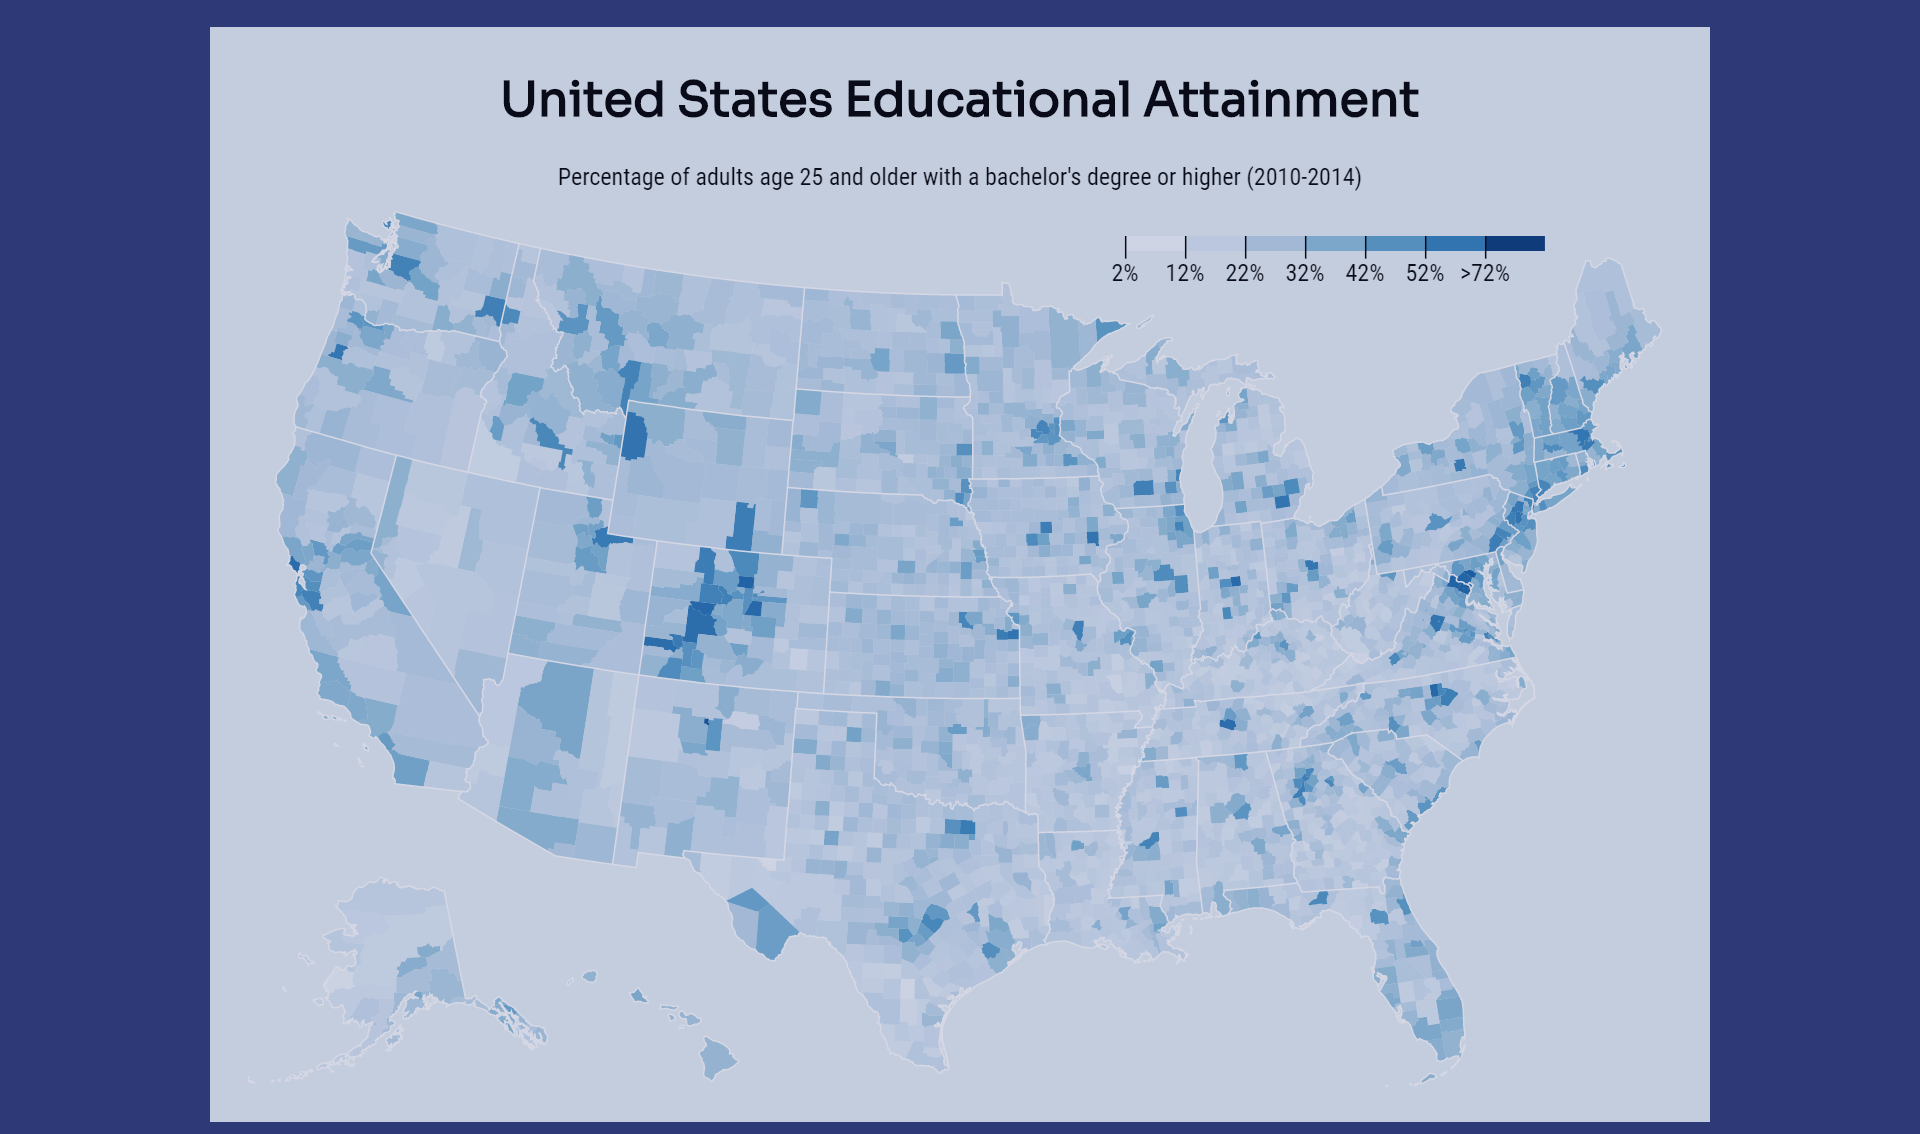 United States Educational Attainment
Percentage of adults age 25 and older with a bachelor's degree or higher (2010-2014)
2% 12% 22% 32% 42% 52% >72%